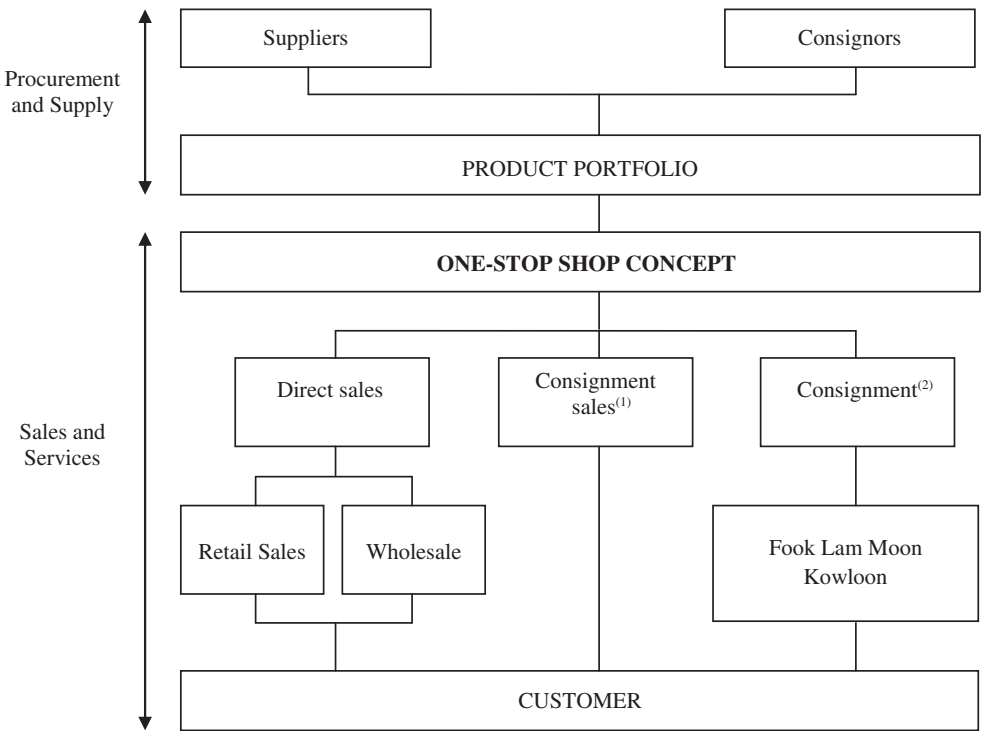 Suppliers
Consignors
Procurement
and Supply
PRODUCT PORTFOLIO
ONE-STOP SHOP CONCEPT
Direct sales
Consignment
sales(1)
Consignment(2)
Sales and
Services
Retail Sales
Wholesale
Fook Lam Moon
Kowloon
CUSTOMER